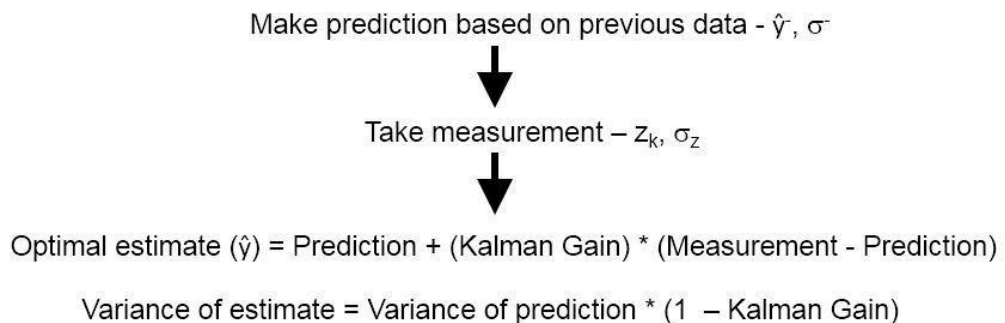 Make prediction based on previous data - ŷ⁻, σ⁻
Take measurement – zₖ, σ_z
Optimal estimate (ŷ) = Prediction + (Kalman Gain) * (Measurement - Prediction)
Variance of estimate = Variance of prediction * (1 – Kalman Gain)